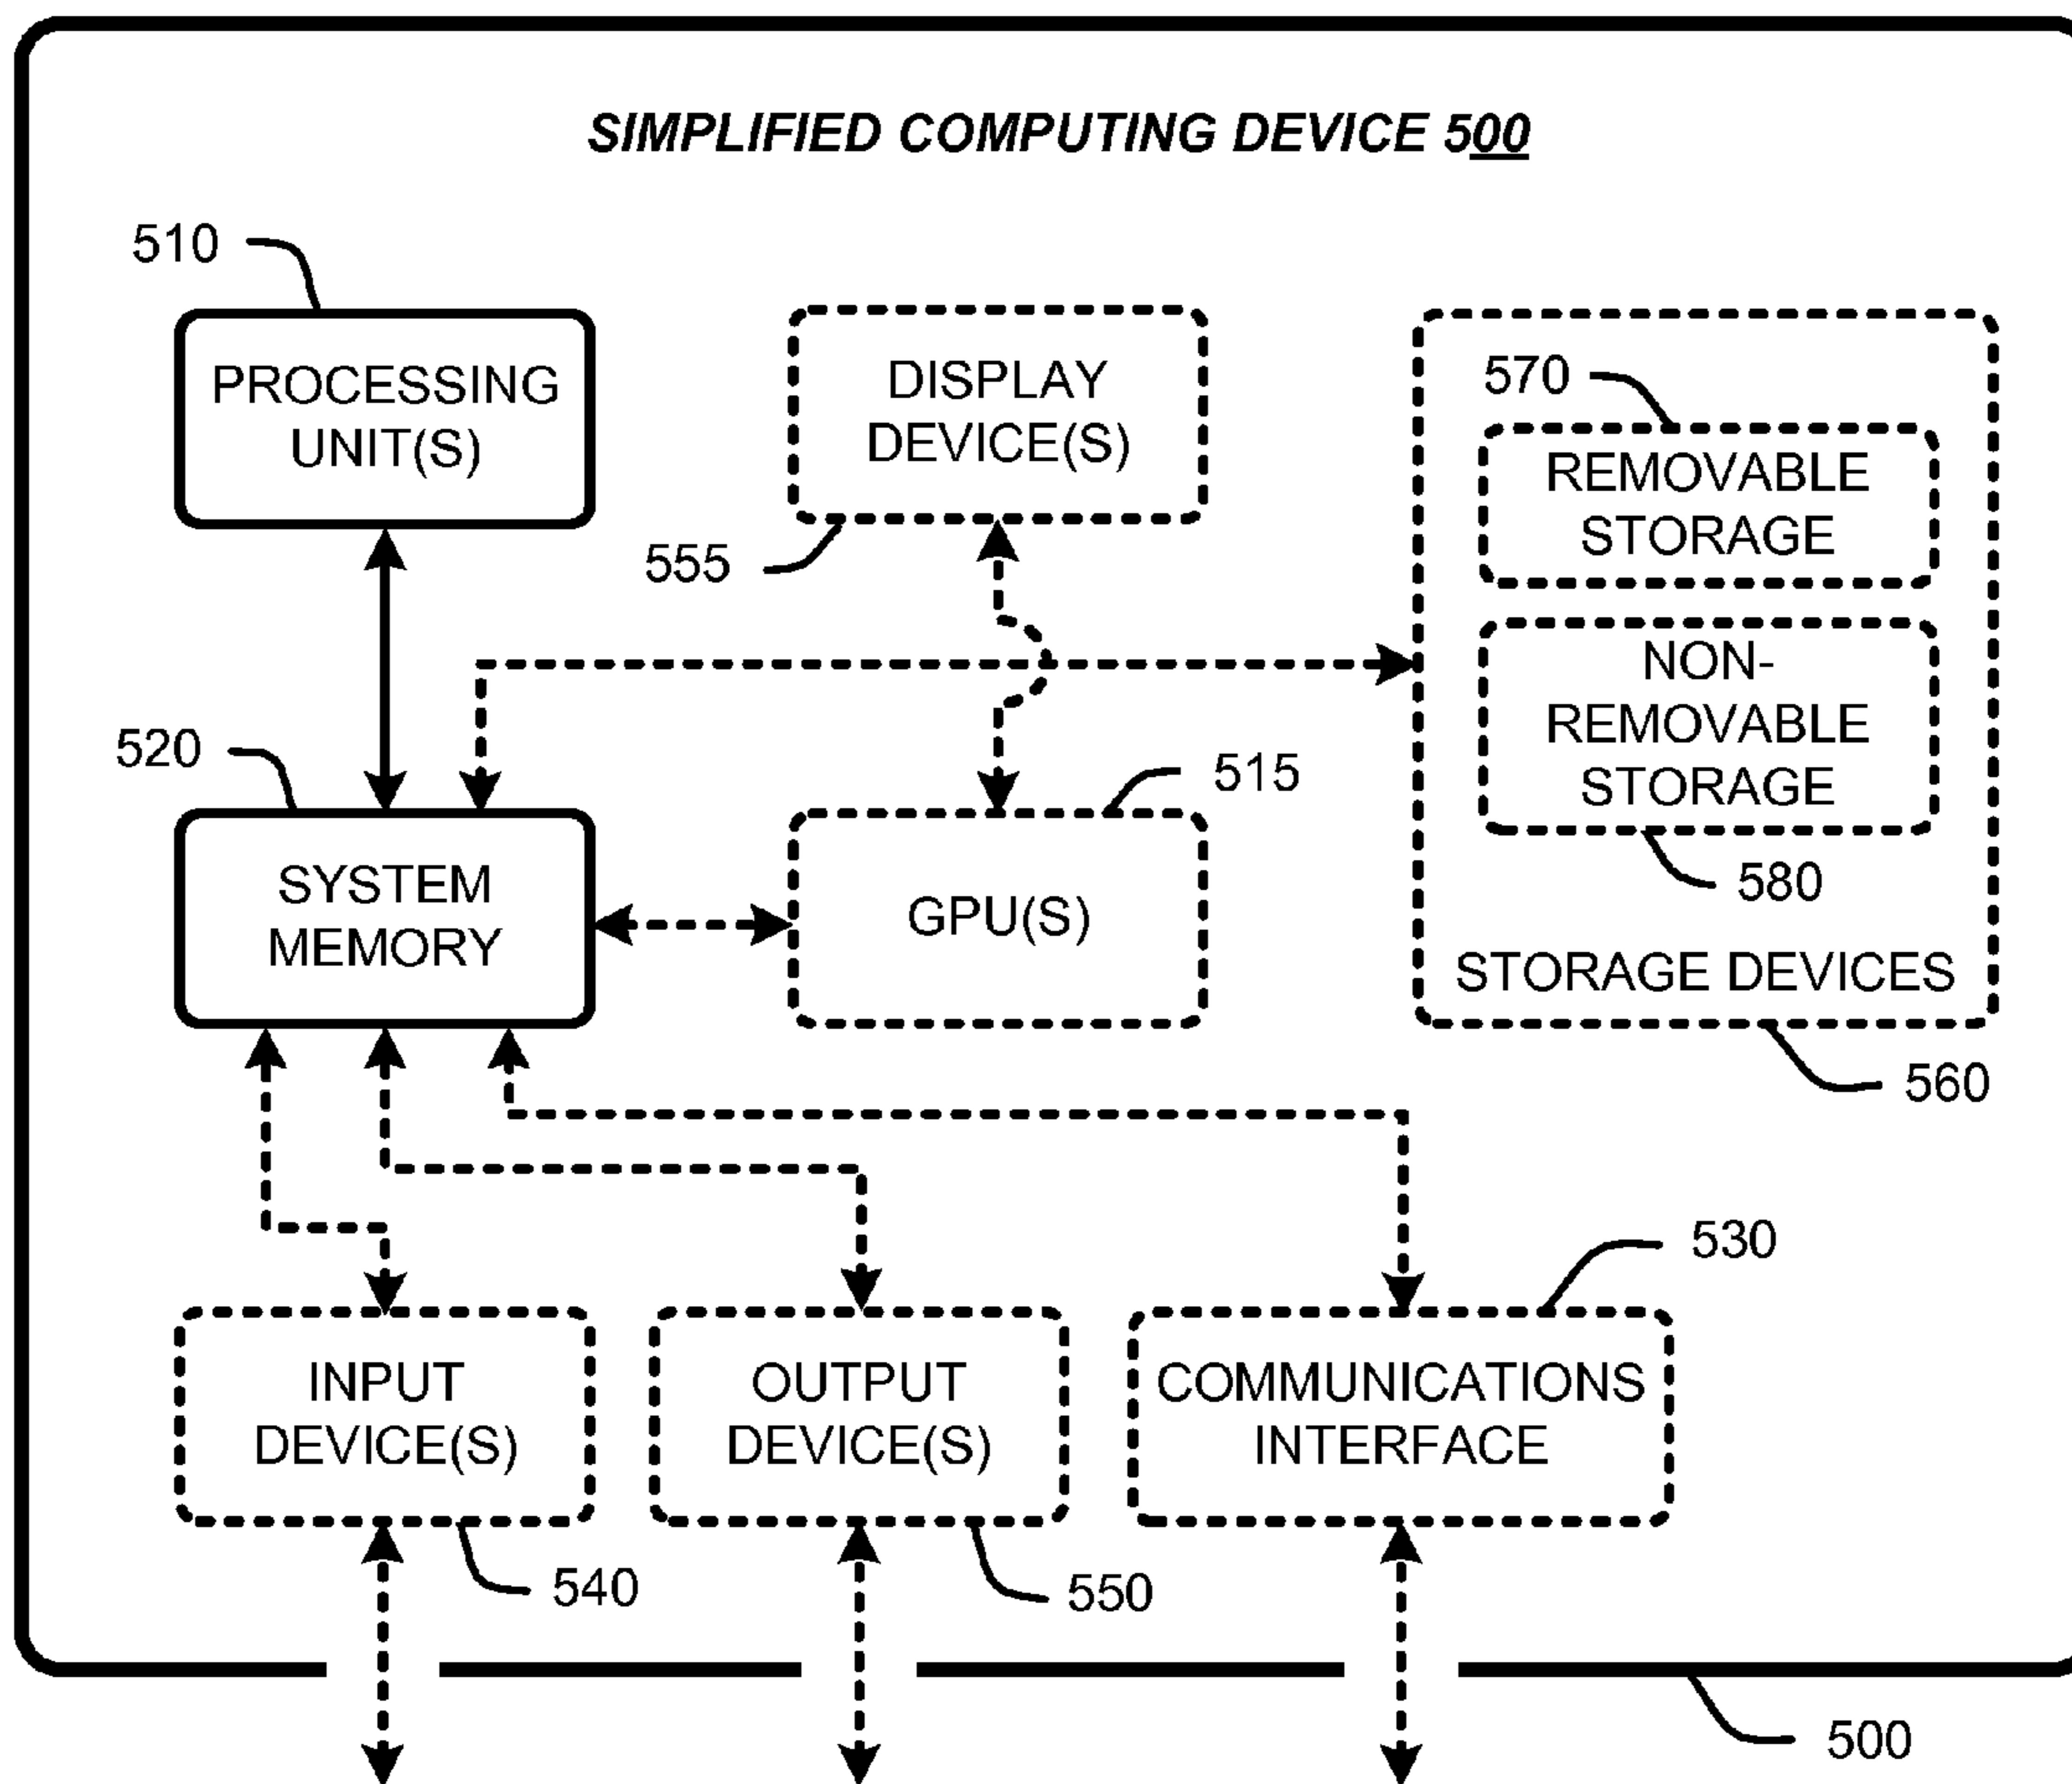 SIMPLIFIED COMPUTING DEVICE 500
510
PROCESSING
UNIT(S)
DISPLAY
DEVICE(S)
555
570
REMOVABLE
STORAGE
NON-
REMOVABLE
STORAGE
580
STORAGE DEVICES
560
520
SYSTEM
MEMORY
515
GPU(S)
530
INPUT
DEVICE(S)
540
OUTPUT
DEVICE(S)
550
COMMUNICATIONS
INTERFACE
500